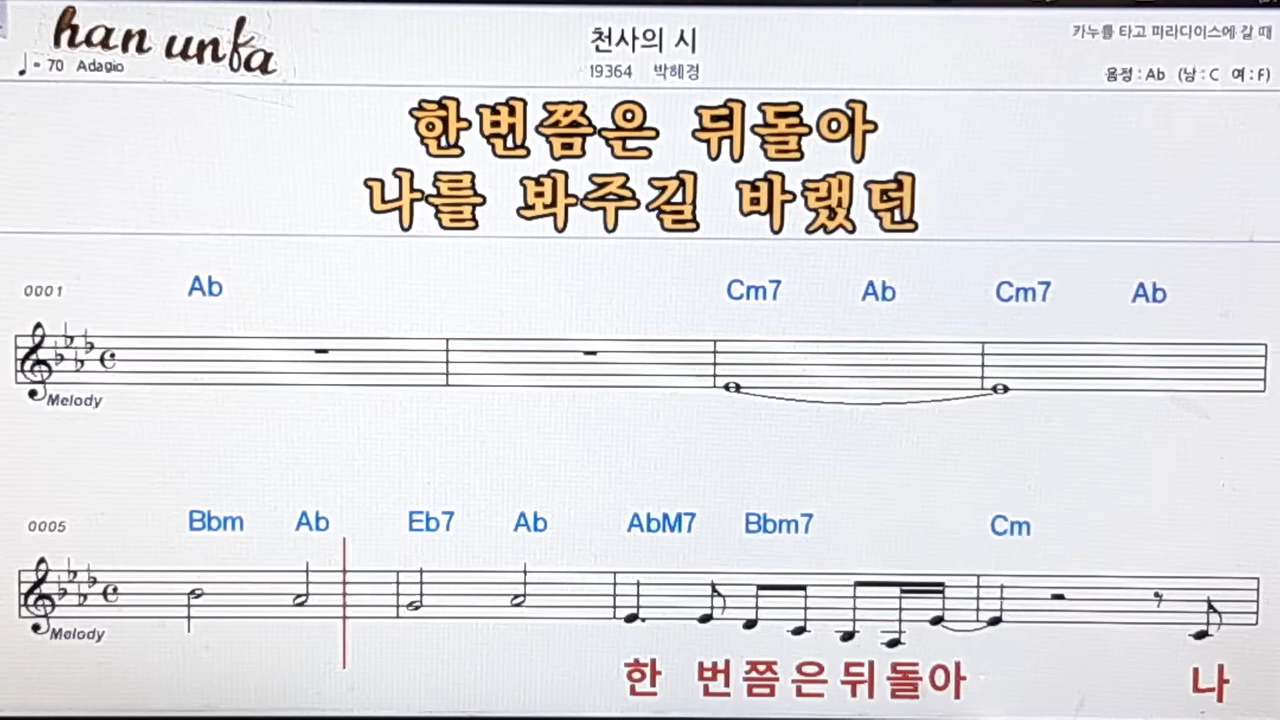 han unfa
천사의 시
카누를 타고 파라다이스에 갈 때
♩= 70 Adagio
19364 박혜경
음정 : Ab (남 : C 여 : F)
한번쯤은 뒤돌아
나를 봐주길 바랬던
0001 Ab Cm7 Ab Cm7 Ab
Melody
0005 Bbm Ab Eb7 Ab AbM7 Bbm7 Cm
Melody
한 번쯤은뒤돌아 나